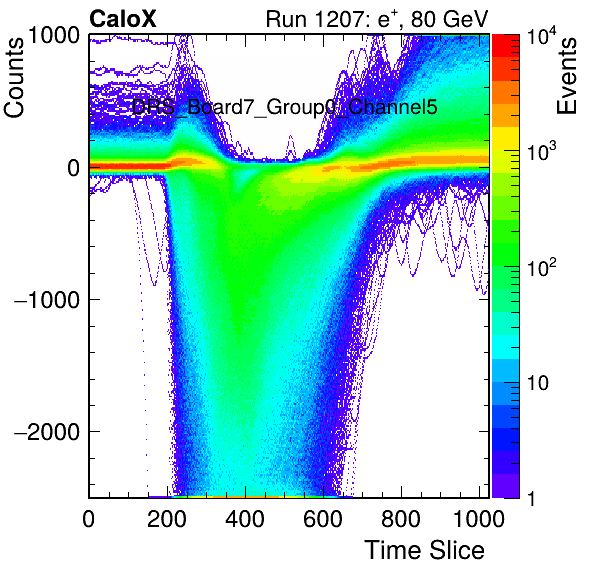 CaloX Run 1207: e⁺, 80 GeV
Counts
Events
DRS_Board7_Group0_Channel5
1000
0
−1000
−2000
0 200 400 600 800 1000
Time Slice
10⁴
10³
10²
10
1